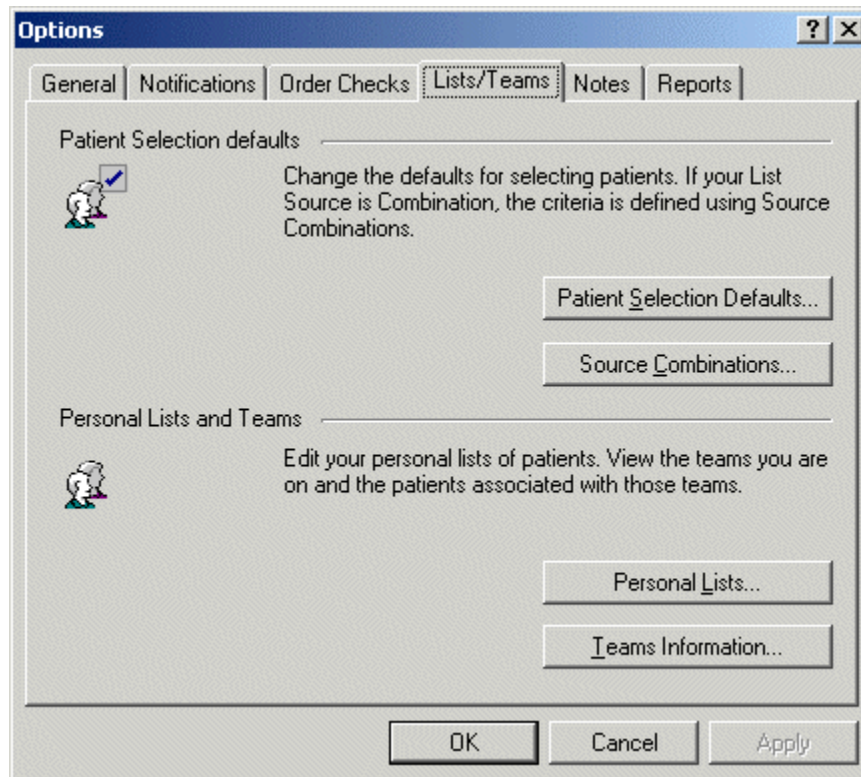 Options
General Notifications Order Checks Lists/Teams Notes Reports
Patient Selection defaults
Change the defaults for selecting patients. If your List
Source is Combination, the criteria is defined using Source
Combinations.
Patient Selection Defaults...
Source Combinations...
Personal Lists and Teams
Edit your personal lists of patients. View the teams you are
on and the patients associated with those teams.
Personal Lists...
Teams Information...
OK Cancel Apply